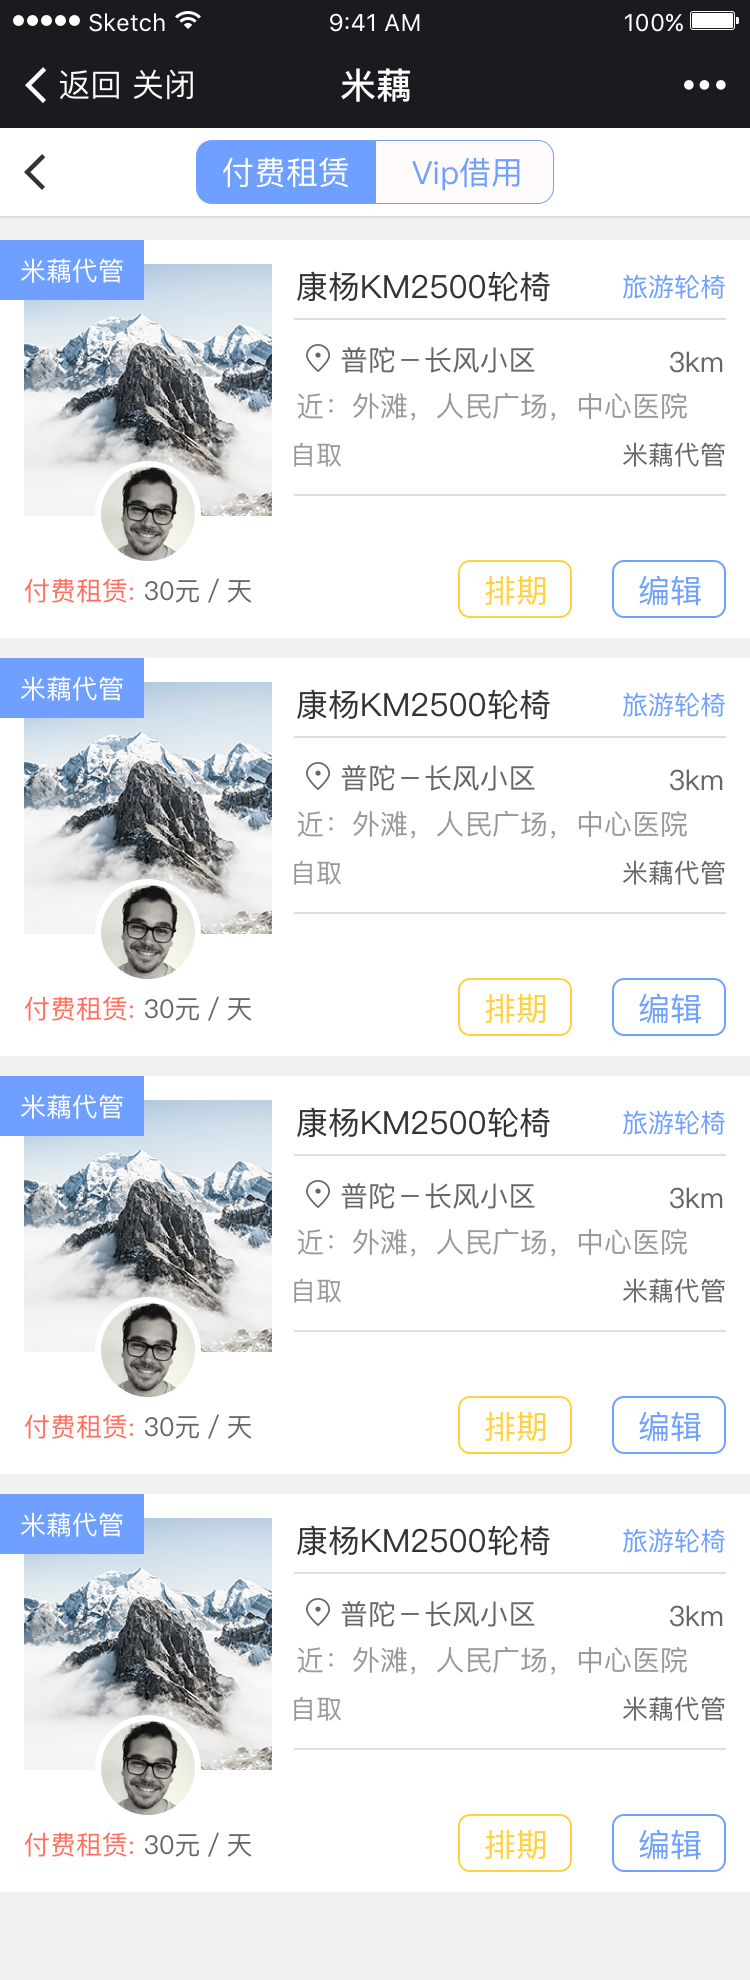 Sketch 9:41 AM 100%
返回 关闭 米藕
付费租赁 Vip借用
米藕代管
康杨KM2500轮椅 旅游轮椅
普陀－长风小区 3km
近：外滩，人民广场，中心医院
自取 米藕代管
付费租赁: 30元 / 天 排期 编辑
米藕代管
康杨KM2500轮椅 旅游轮椅
普陀－长风小区 3km
近：外滩，人民广场，中心医院
自取 米藕代管
付费租赁: 30元 / 天 排期 编辑
米藕代管
康杨KM2500轮椅 旅游轮椅
普陀－长风小区 3km
近：外滩，人民广场，中心医院
自取 米藕代管
付费租赁: 30元 / 天 排期 编辑
米藕代管
康杨KM2500轮椅 旅游轮椅
普陀－长风小区 3km
近：外滩，人民广场，中心医院
自取 米藕代管
付费租赁: 30元 / 天 排期 编辑